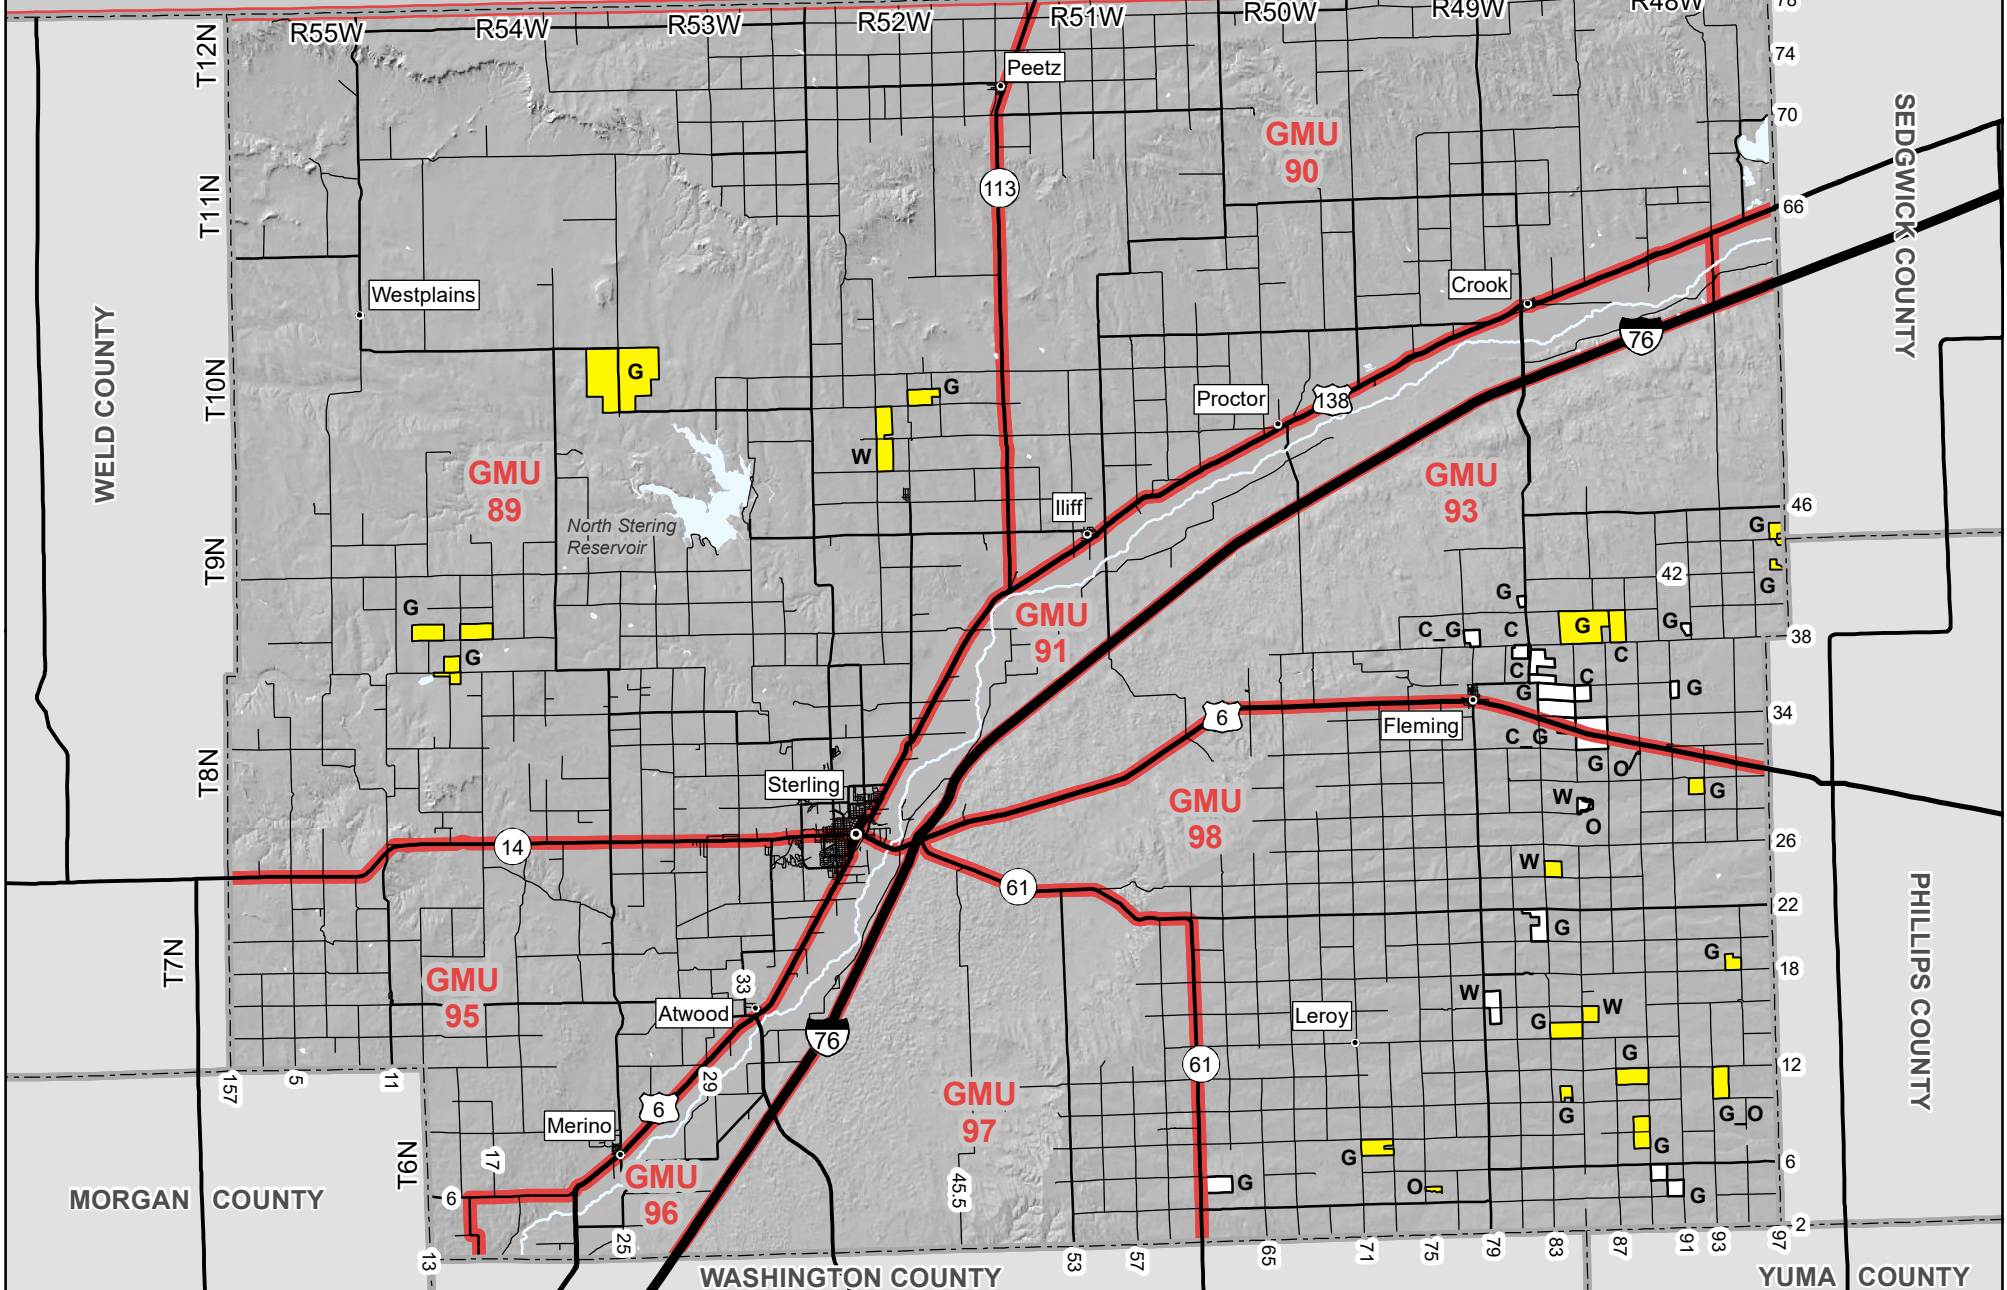 R55W
R54W
R53W
R52W
R51W
R50W
R49W
R48W
78
T12N
Peetz
74
70
GMU
90
SEDGWICK COUNTY
T11N
113
66
Westplains
Crook
WELD COUNTY
76
T10N
G
G
Proctor
138
W
GMU
89
GMU
93
Iliff
46
North Stering
Reservoir
G
T9N
42
G
G
G
GMU
91
C_G
C
G
G
38
C
G
C
C
G
G
6
Fleming
34
C_G
T8N
G
O
Sterling
GMU
98
G
W
O
14
26
W
61
22
PHILLIPS COUNTY
G
T7N
G
18
GMU
95
33
W
W
Atwood
Leroy
G
76
G
61
12
157
5
11
29
GMU
97
6
G
G_O
Merino
G
T6N
17
G
6
GMU
96
45.5
G
O
G
MORGAN COUNTY
6
2
13
25
53
57
65
71
75
79
83
87
91
93
97
WASHINGTON COUNTY
YUMA COUNTY